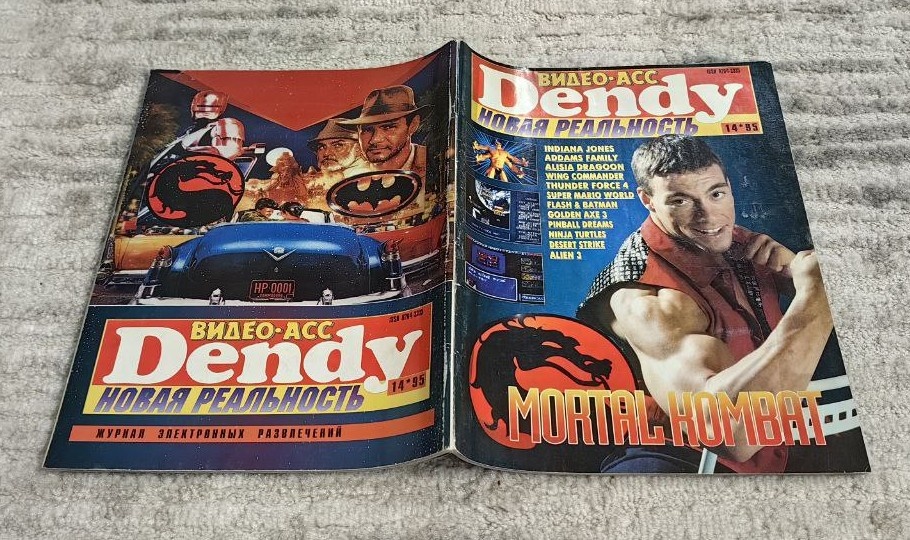 HP 0001
ВИДЕО-АСС
Dendy
14*95
НОВАЯ РЕАЛЬНОСТЬ
ЖУРНАЛ ЭЛЕКТРОННЫХ РАЗВЛЕЧЕНИЙ
ВИДЕО-АСС
Dendy
НОВАЯ РЕАЛЬНОСТЬ
14*95
INDIANA JONES
ADDAMS FAMILY
ALISIA DRAGOON
WING COMMANDER
THUNDER FORCE 4
SUPER MARIO WORLD
FLASH & BATMAN
GOLDEN AXE 3
PINBALL DREAMS
NINJA TURTLES
DESERT STRIKE
ALIEN 3
MORTAL KOMBAT